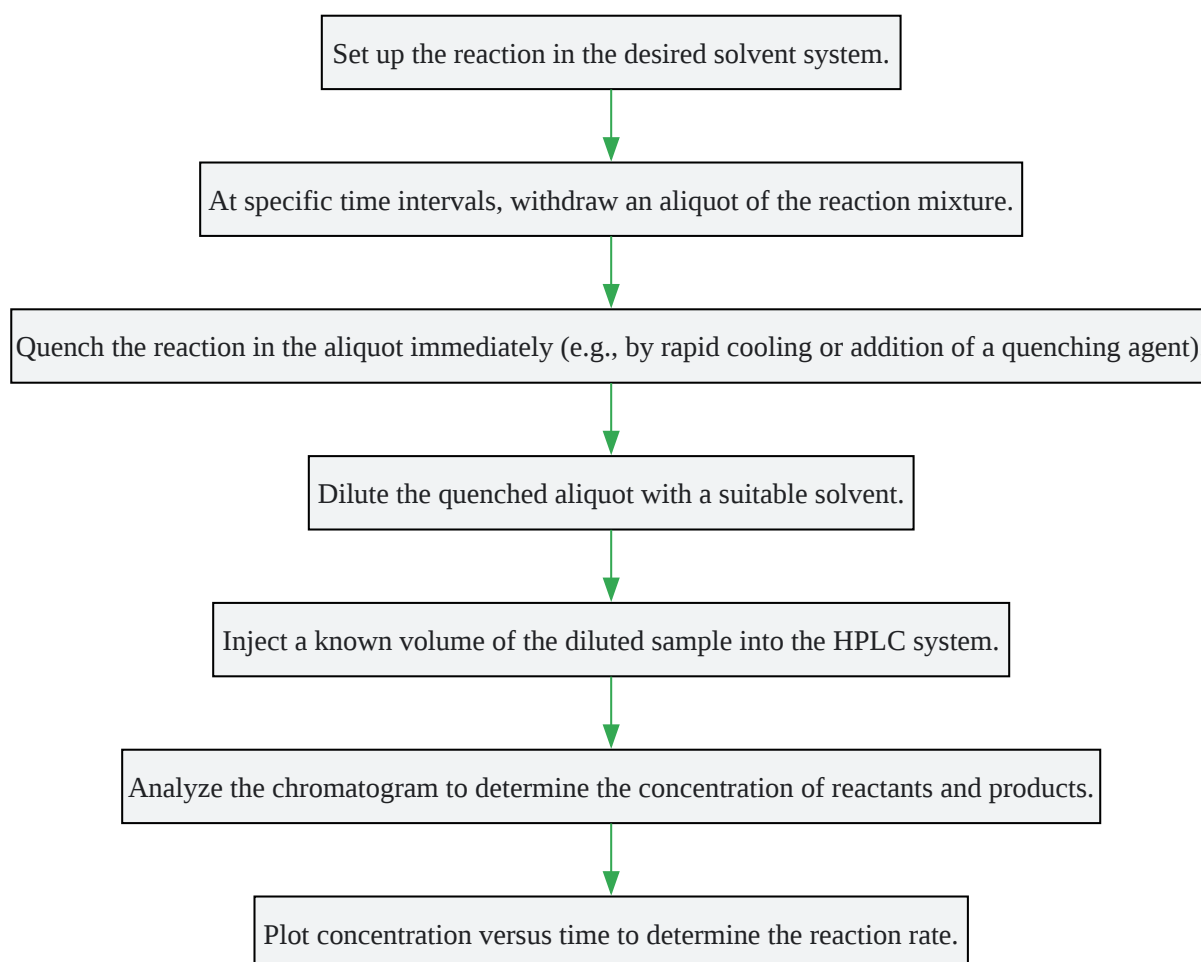 Set up the reaction in the desired solvent system.
At specific time intervals, withdraw an aliquot of the reaction mixture.
Quench the reaction in the aliquot immediately (e.g., by rapid cooling or addition of a quenching agent)
Dilute the quenched aliquot with a suitable solvent.
Inject a known volume of the diluted sample into the HPLC system.
Analyze the chromatogram to determine the concentration of reactants and products.
Plot concentration versus time to determine the reaction rate.